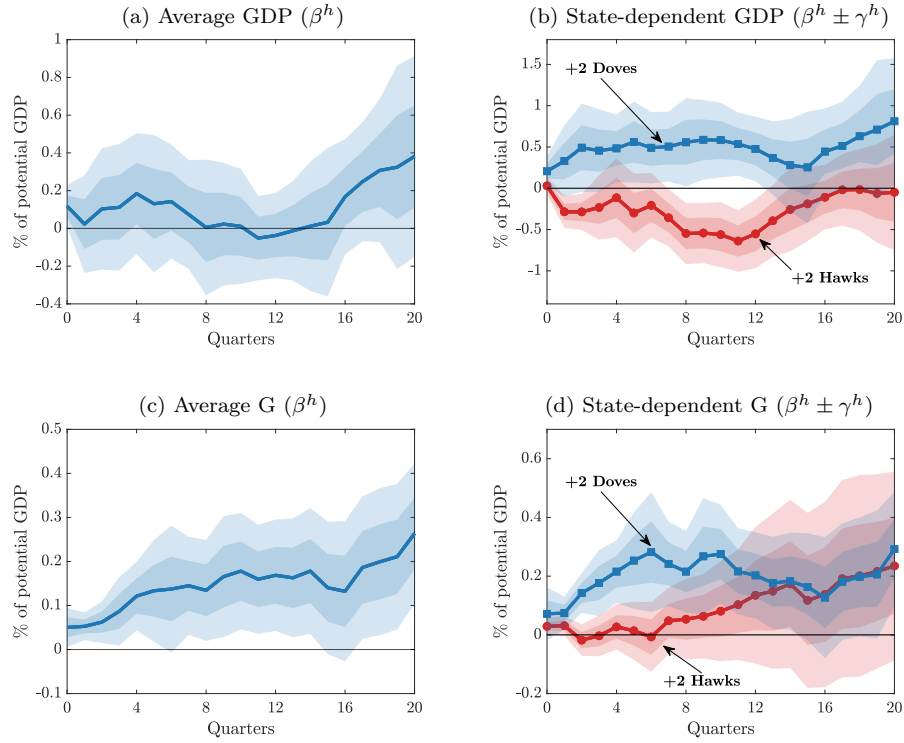 (a) Average GDP (β^h)
% of potential GDP
1
0.8
0.6
0.4
0.2
0
-0.2
-0.4
0 4 8 12 16 20
Quarters
(b) State-dependent GDP (β^h ± γ^h)
% of potential GDP
1.5
1
0.5
0
-0.5
-1
+2 Doves
+2 Hawks
0 4 8 12 16 20
Quarters
(c) Average G (β^h)
% of potential GDP
0.5
0.4
0.3
0.2
0.1
0
-0.1
0 4 8 12 16 20
Quarters
(d) State-dependent G (β^h ± γ^h)
% of potential GDP
0.6
0.4
0.2
0
-0.2
+2 Doves
+2 Hawks
0 4 8 12 16 20
Quarters